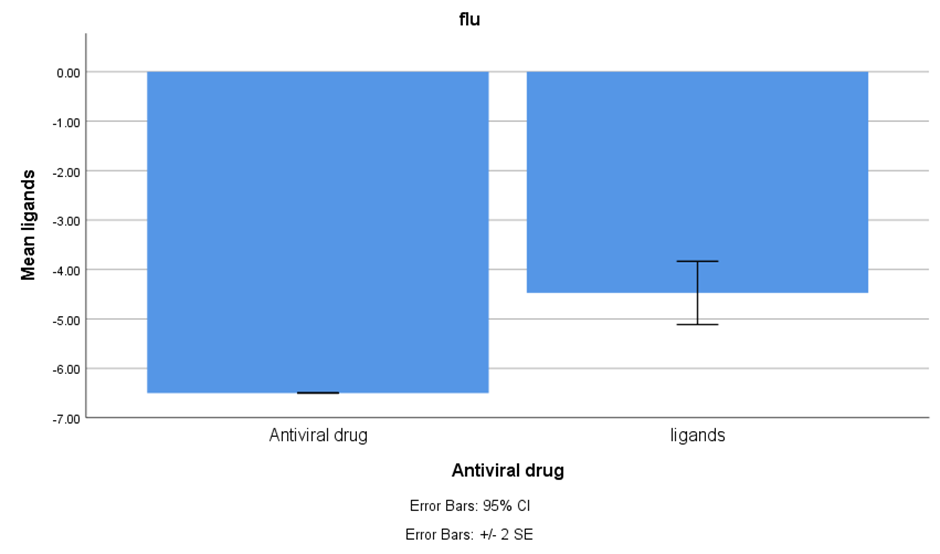 flu
Mean ligands
0.00
-1.00
-2.00
-3.00
-4.00
-5.00
-6.00
-7.00
Antiviral drug
ligands
Antiviral drug
Error Bars: 95% CI
Error Bars: +/- 2 SE